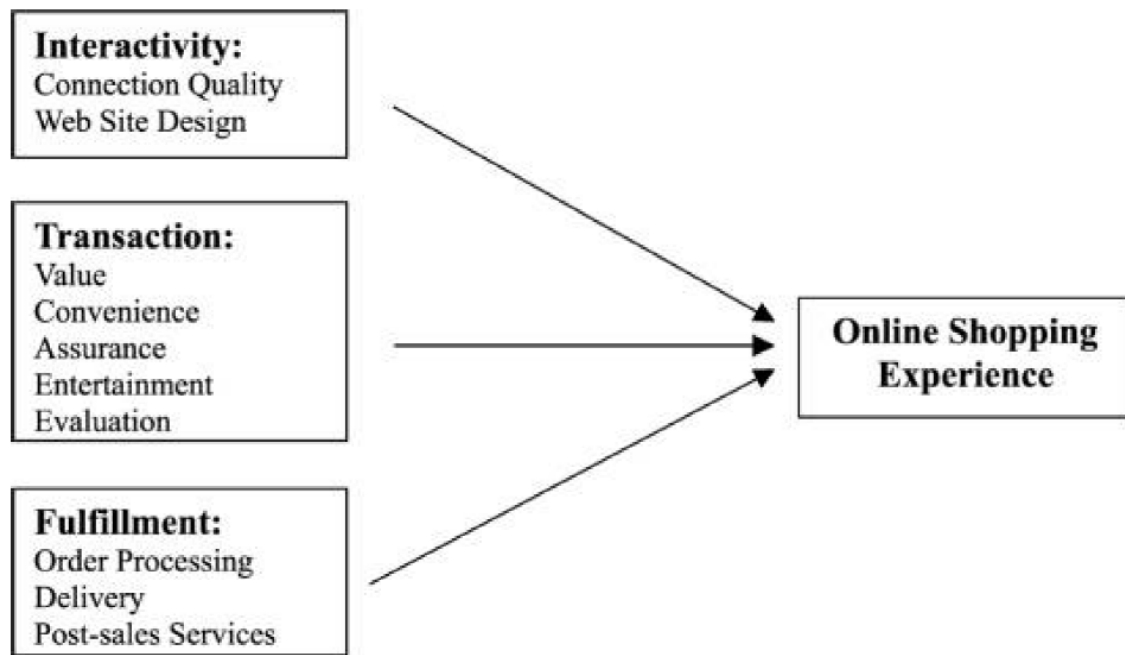 Interactivity:
Connection Quality
Web Site Design
Transaction:
Value
Convenience
Assurance
Entertainment
Evaluation
Fulfillment:
Order Processing
Delivery
Post-sales Services
Online Shopping
Experience